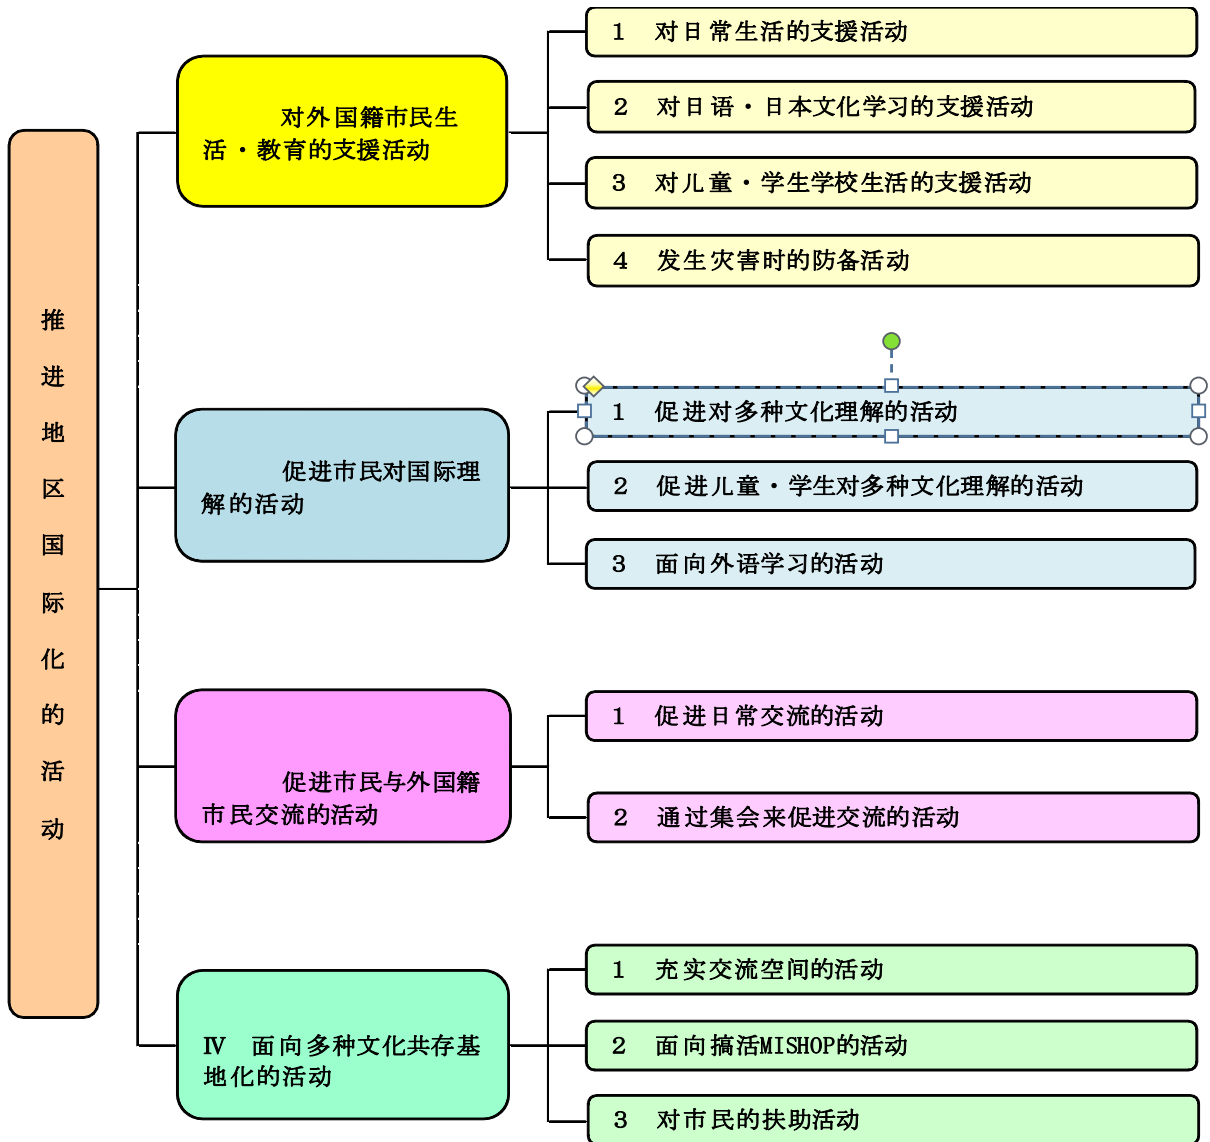 推进地区国际化的活动
对外国籍市民生
活・教育的支援活动
1 对日常生活的支援活动
2 对日语・日本文化学习的支援活动
3 对儿童・学生学校生活的支援活动
4 发生灾害时的防备活动
促进市民对国际理
解的活动
1 促进对多种文化理解的活动
2 促进儿童・学生对多种文化理解的活动
3 面向外语学习的活动
促进市民与外国籍
市民交流的活动
1 促进日常交流的活动
2 通过集会来促进交流的活动
Ⅳ 面向多种文化共存基
地化的活动
1 充实交流空间的活动
2 面向搞活MISHOP的活动
3 对市民的扶助活动